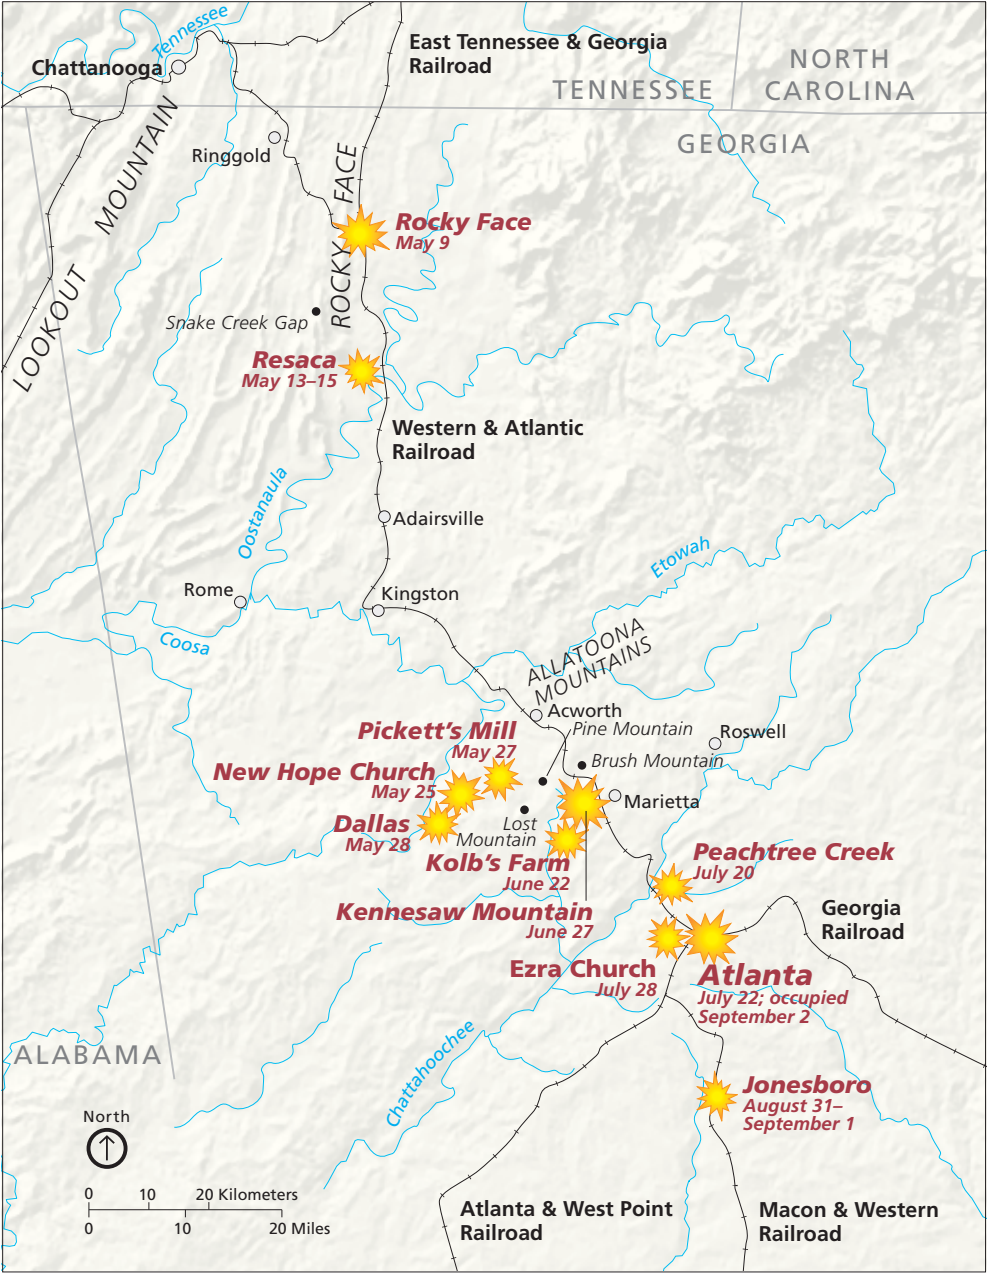 Tennessee
East Tennessee & Georgia
Railroad
Chattanooga
NORTH
CAROLINA
TENNESSEE
GEORGIA
LOOKOUT MOUNTAIN
Ringgold
ROCKY FACE
Rocky Face
May 9
Snake Creek Gap
Resaca
May 13–15
Western & Atlantic
Railroad
Oostanaula
Adairsville
Etowah
Rome
Kingston
Coosa
ALLATOONA
MOUNTAINS
Acworth
Pine Mountain
Roswell
Pickett's Mill
May 27
Brush Mountain
New Hope Church
May 25
Marietta
Dallas
May 28
Lost
Mountain
Kolb's Farm
June 22
Peachtree Creek
July 20
Kennesaw Mountain
June 27
Georgia
Railroad
Ezra Church
July 28
Atlanta
July 22; occupied
September 2
ALABAMA
Chattahoochee
Jonesboro
August 31–
September 1
North
0 10 20 Kilometers
0 10 20 Miles
Atlanta & West Point
Railroad
Macon & Western
Railroad